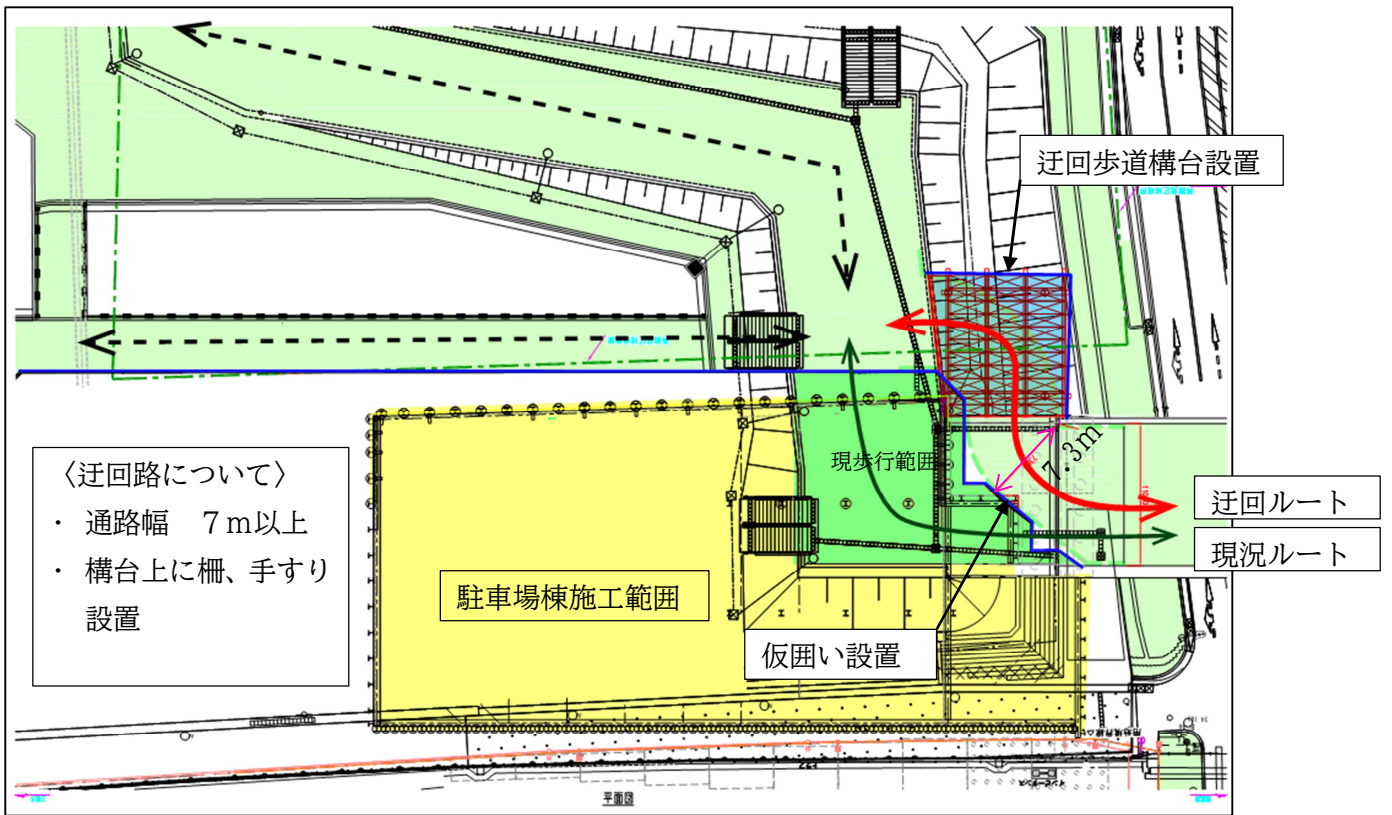 迂回歩道構台設置
現歩行範囲
7.3m
〈迂回路について〉
・ 通路幅 7m以上
・ 構台上に柵、手すり
設置
迂回ルート
現況ルート
駐車場棟施工範囲
仮囲い設置
平面図